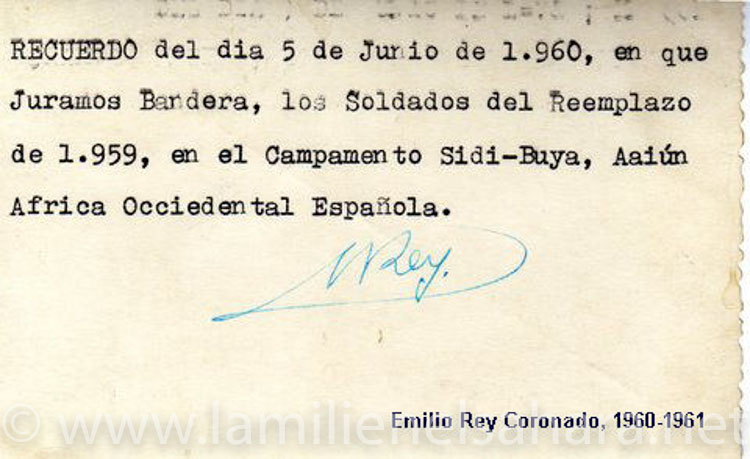 RECUERDO del dia 5 de Junio de 1.960, en que
Juramos Bandera, los Soldados del Reemplazo
de 1.959, en el Campamento Sidi-Buya, Aaiún
Africa Occiedental Española.
Rey.
Emilio Rey Coronado, 1960-1961
© www.lamilienelsahara.net